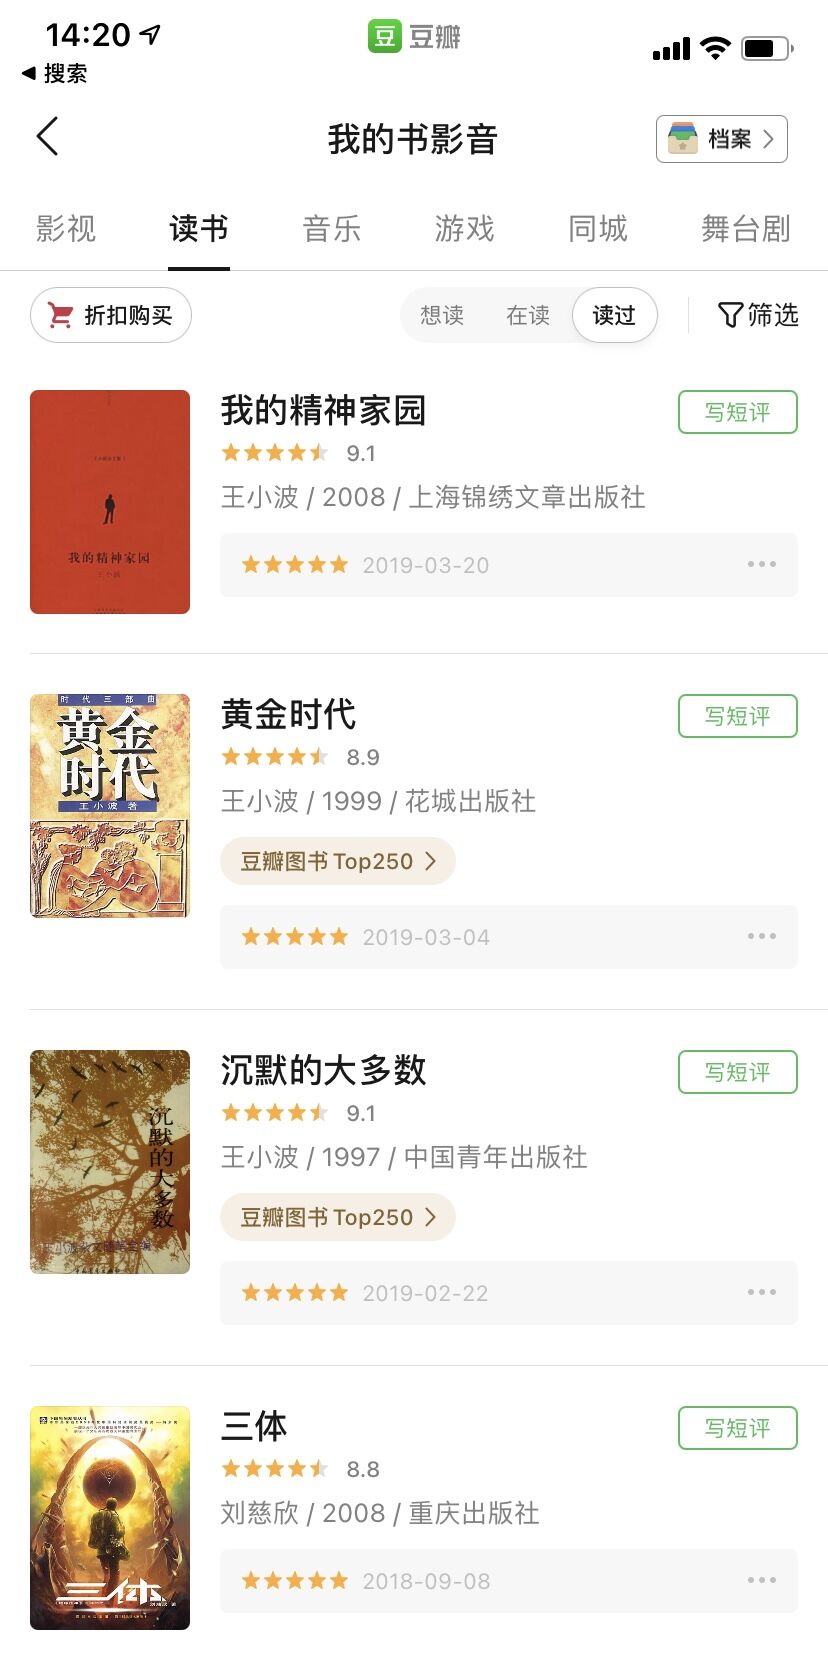 14:20
豆 豆瓣
◀ 搜索
我的书影音
档案
影视 读书 音乐 游戏 同城 舞台剧
折扣购买
想读 在读 读过
筛选
我的精神家园
王小波
我的精神家园
写短评
9.1
王小波 / 2008 / 上海锦绣文章出版社
2019-03-20
时代三部曲
黄金
时代
王小波 著
黄金时代
写短评
8.9
王小波 / 1999 / 花城出版社
豆瓣图书 Top250
2019-03-04
沉默的大多数
沉默的大多数
写短评
9.1
王小波 / 1997 / 中国青年出版社
豆瓣图书 Top250
2019-02-22
三体
三体
写短评
8.8
刘慈欣 / 2008 / 重庆出版社
2018-09-08